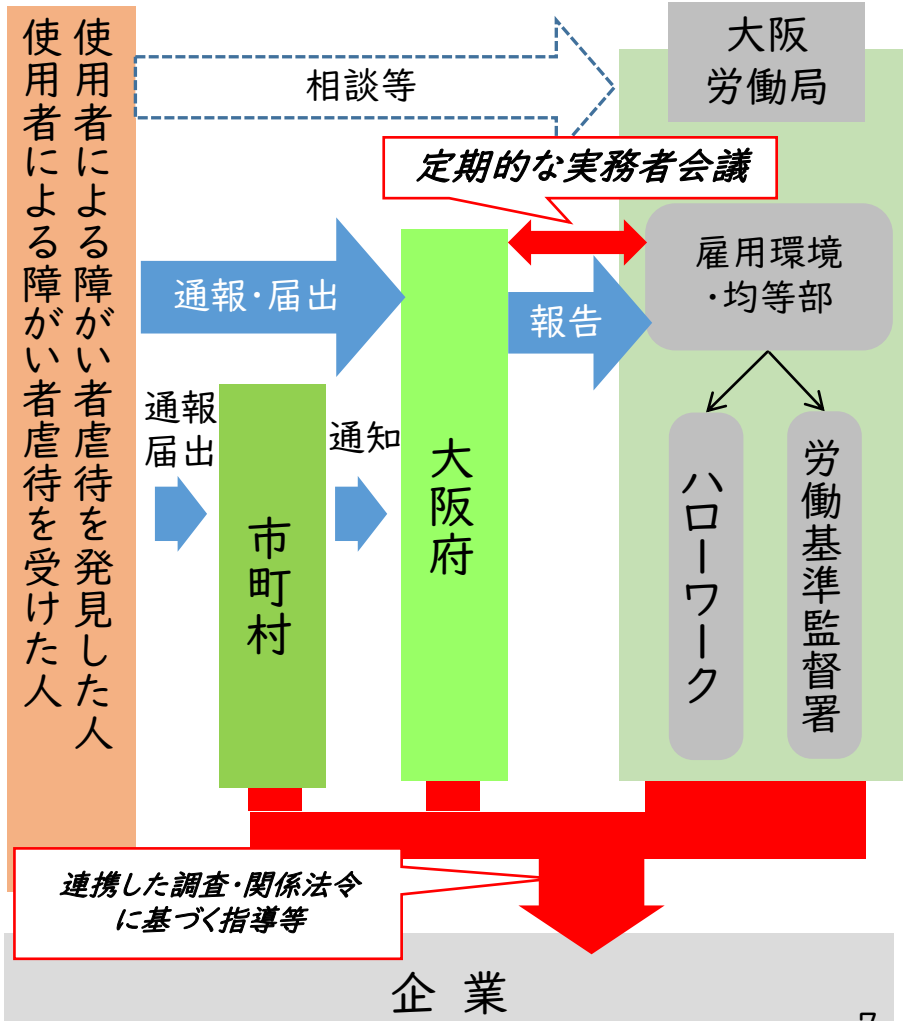 使用者による障がい者虐待を発見した人
使用者による障がい者虐待を受けた人
相談等
大阪
労働局
定期的な実務者会議
通報・届出
報告
雇用環境
・均等部
通報
届出
通知
市町村
大阪府
ハローワーク
労働基準監督署
連携した調査・関係法令
に基づく指導等
企業